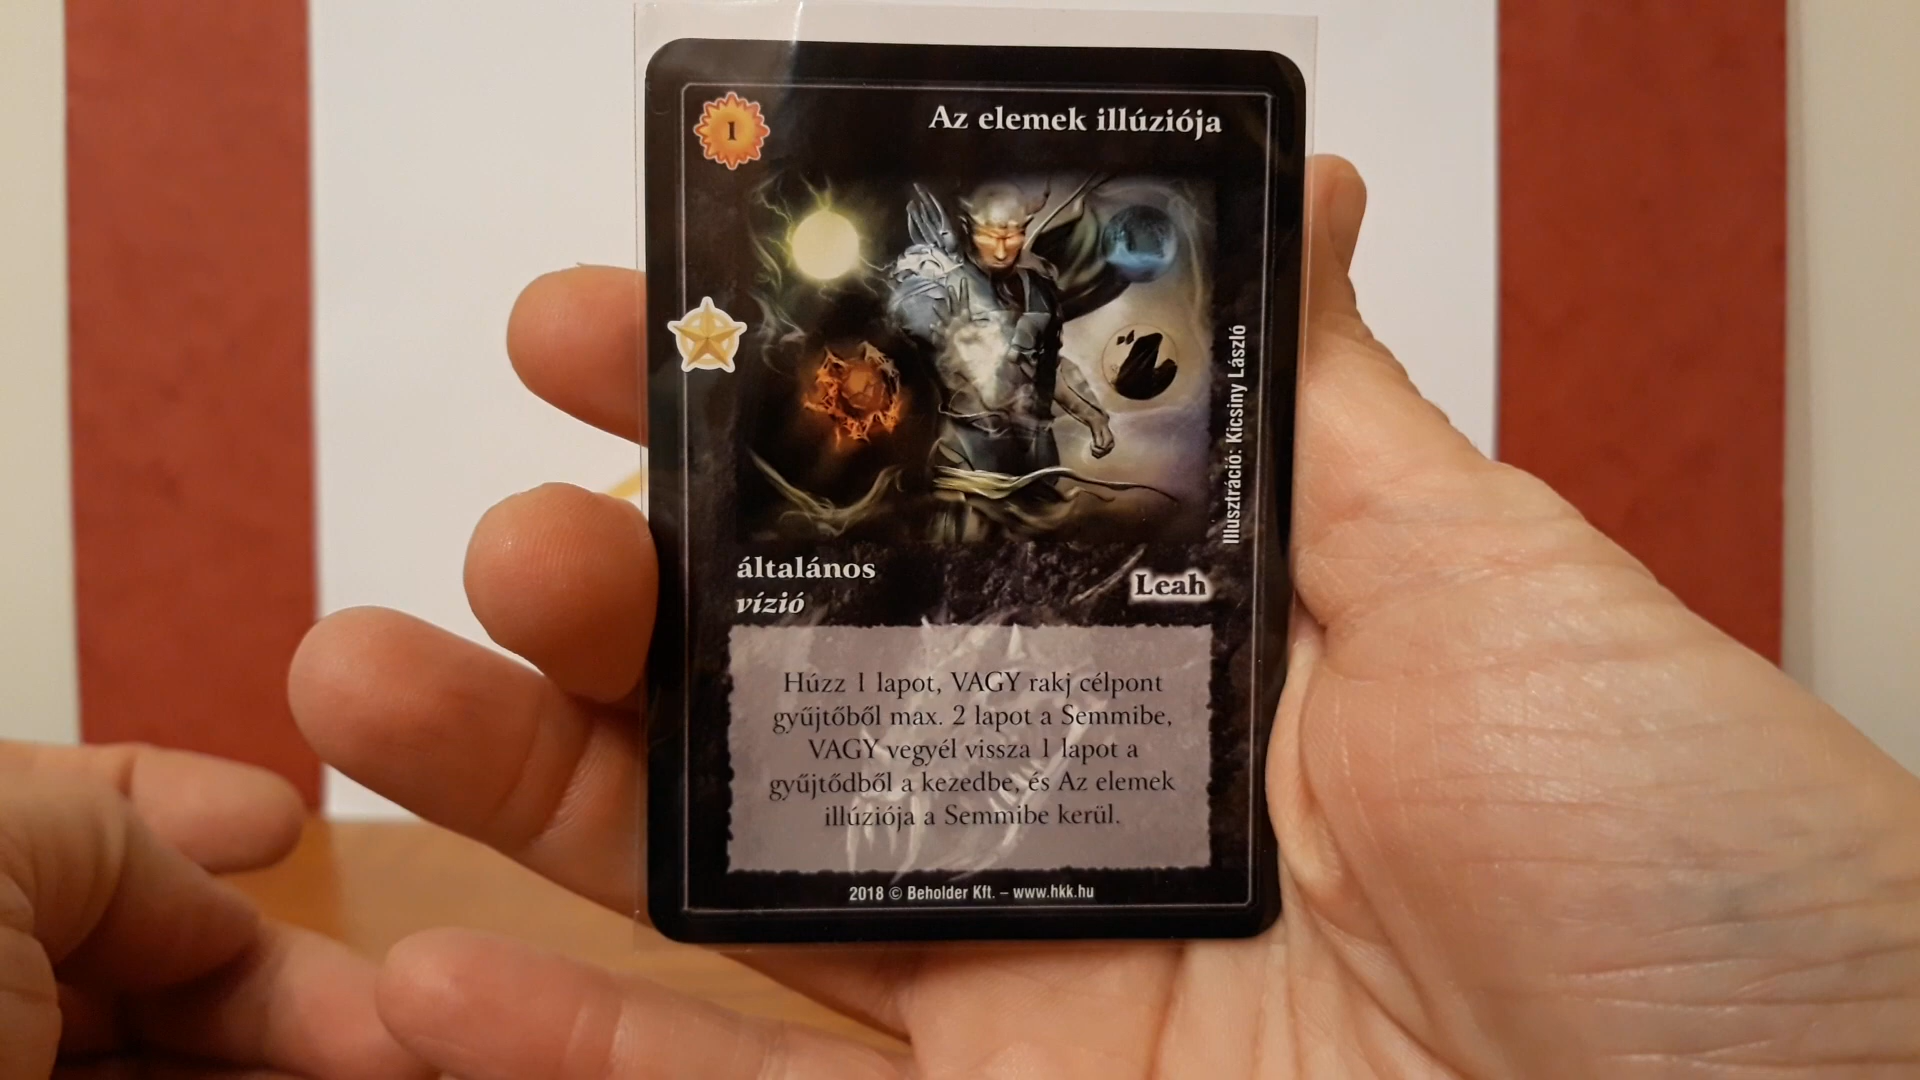 1
Az elemek illúziója
Illusztráció: Kicsiny László
általános
vízió
Leah
Húzz 1 lapot, VAGY rakj célpont
gyűjtőből max. 2 lapot a Semmibe,
VAGY vegyél vissza 1 lapot a
gyűjtődből a kezedbe, és Az elemek
illúziója a Semmibe kerül.
2018 © Beholder Kft. – www.hkk.hu